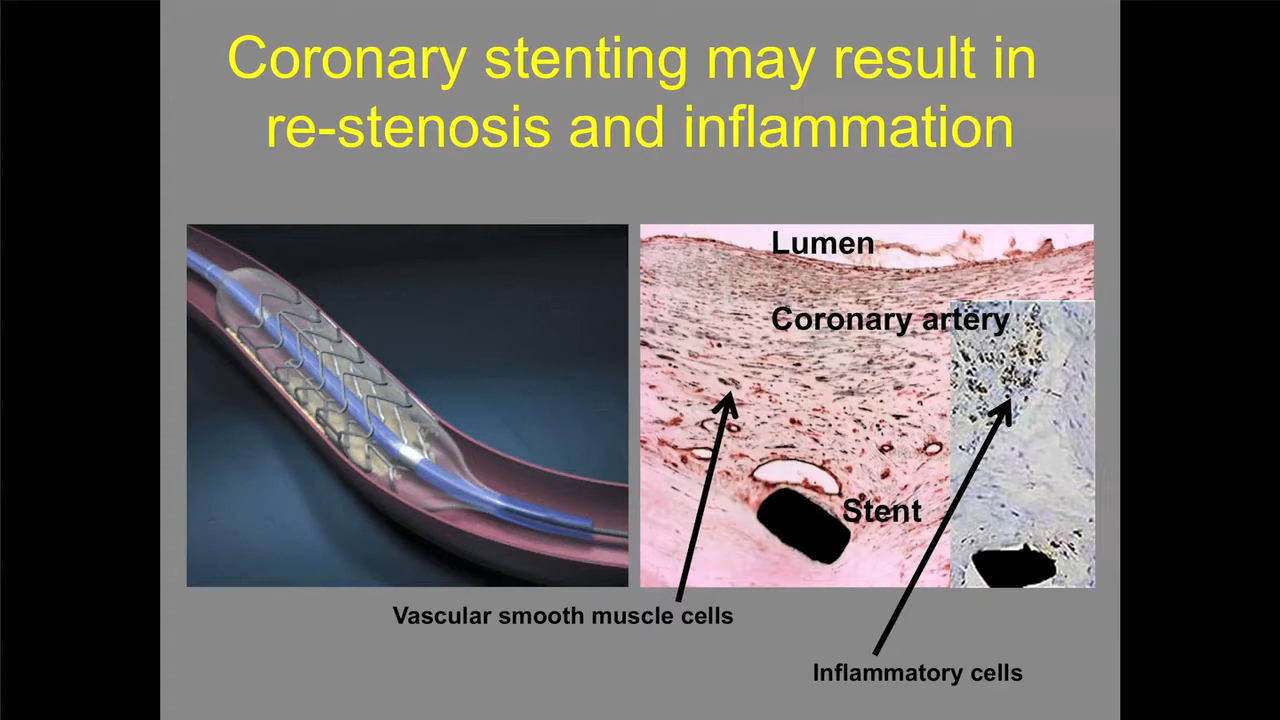 Coronary stenting may result in
re-stenosis and inflammation
Lumen
Coronary artery
Stent
Vascular smooth muscle cells
Inflammatory cells